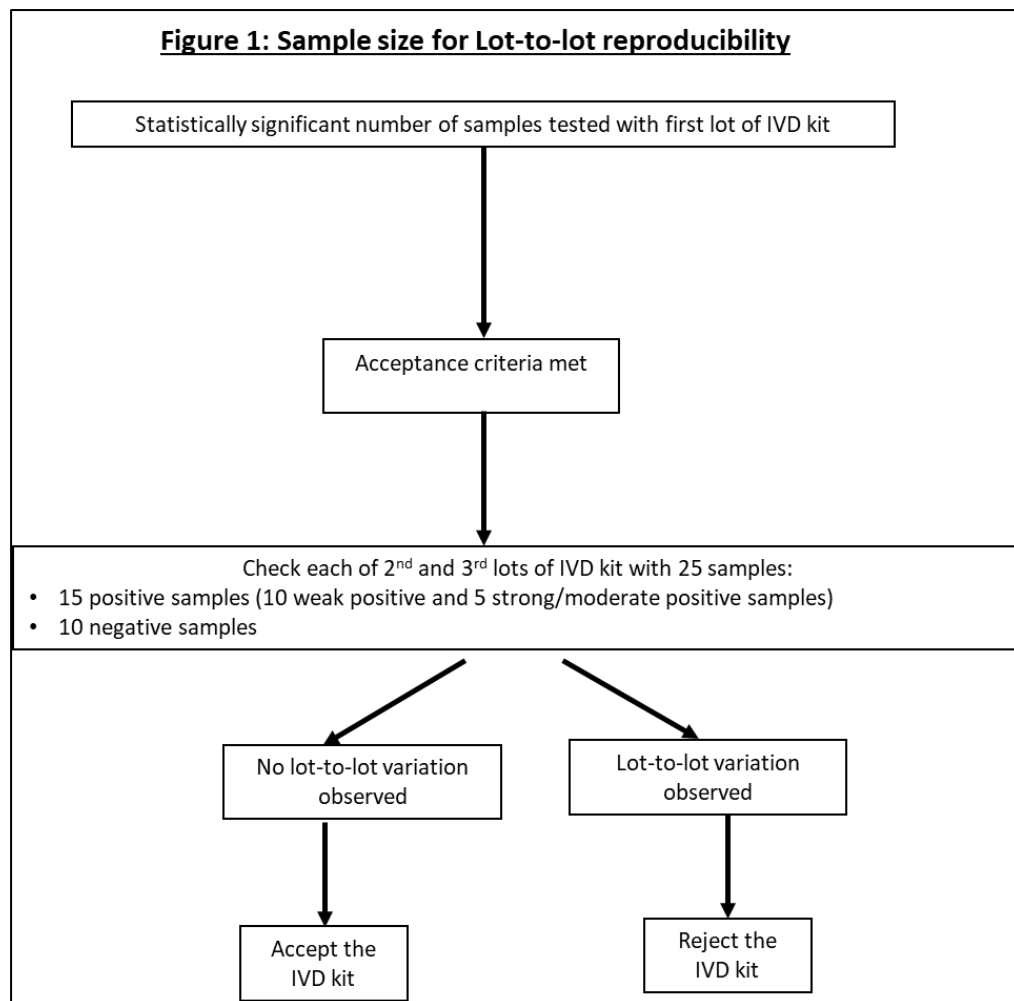 Figure 1: Sample size for Lot-to-lot reproducibility
Statistically significant number of samples tested with first lot of IVD kit
Acceptance criteria met
Check each of 2nd and 3rd lots of IVD kit with 25 samples:
• 15 positive samples (10 weak positive and 5 strong/moderate positive samples)
• 10 negative samples
No lot-to-lot variation
observed
Lot-to-lot variation
observed
Accept the
IVD kit
Reject the
IVD kit